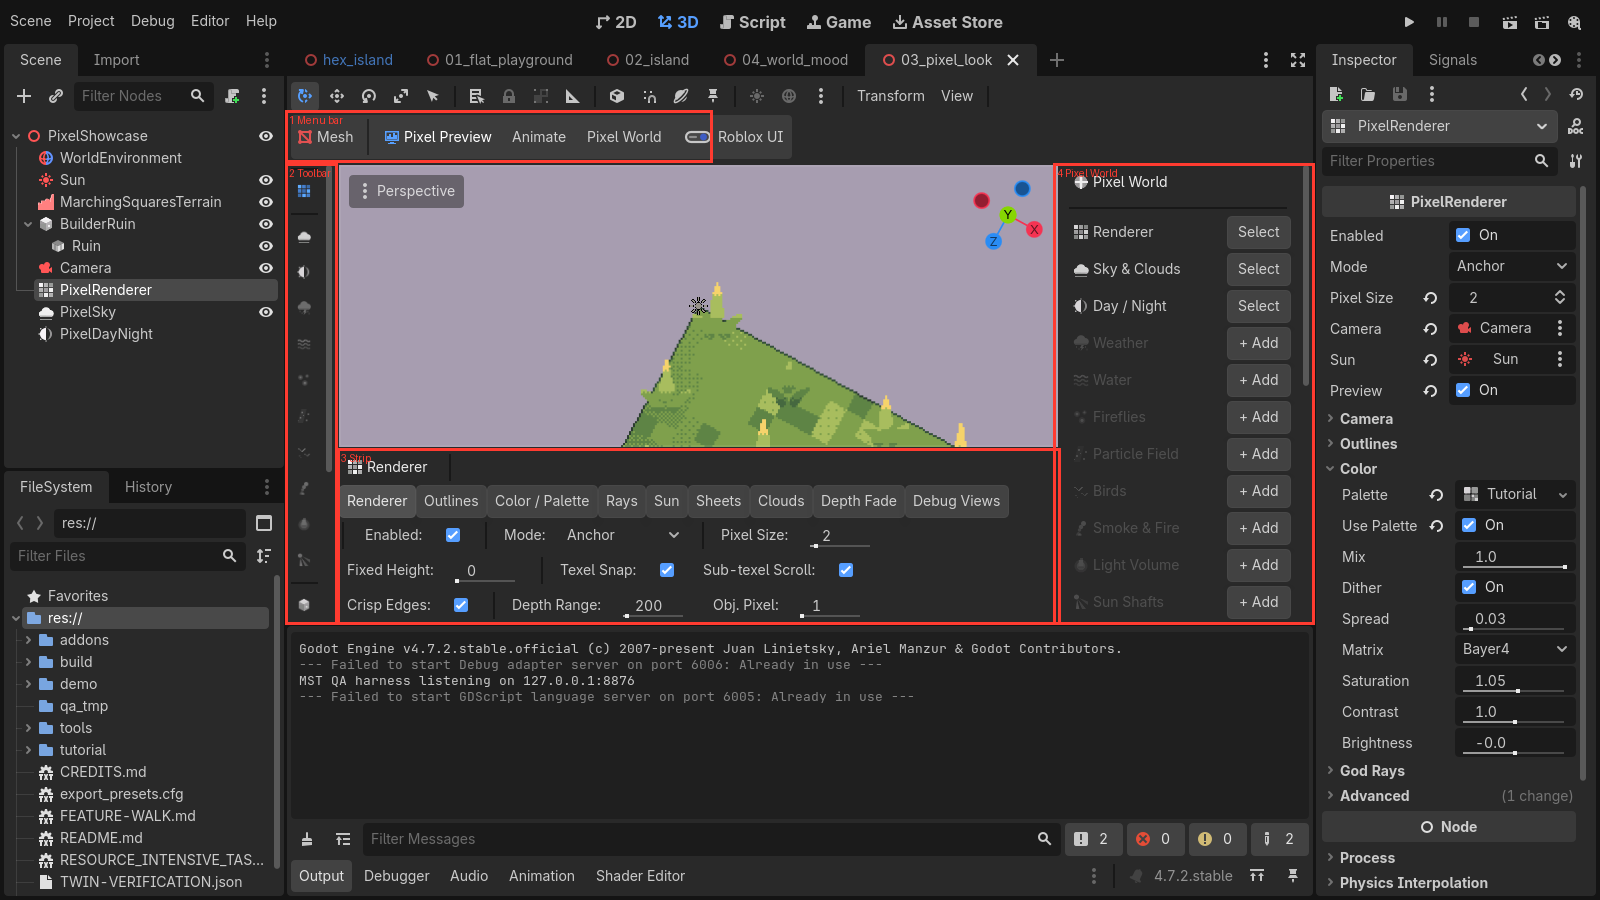 Scene Project Debug Editor Help
2D 3D Script Game Asset Store
Scene Import
hex_island 01_flat_playground 02_island 04_world_mood 03_pixel_look
Inspector Signals
Filter Nodes
Transform View
PixelRenderer
Filter Properties
1 Menu bar
Mesh Pixel Preview Animate Pixel World Roblox UI
PixelShowcase
WorldEnvironment
Sun
MarchingSquaresTerrain
BuilderRuin
Ruin
Camera
PixelRenderer
PixelSky
PixelDayNight
2 Toolbar
Perspective
Y
X
Z
4 Pixel World
Pixel World
Renderer Select
Sky & Clouds Select
Day / Night Select
Weather + Add
Water + Add
Fireflies + Add
Particle Field + Add
Birds + Add
Smoke & Fire + Add
Light Volume + Add
Sun Shafts + Add
3 Strip
Renderer
Renderer Outlines Color / Palette Rays Sun Sheets Clouds Depth Fade Debug Views
Enabled: Mode: Anchor Pixel Size: 2
Fixed Height: 0 Texel Snap: Sub-texel Scroll:
Crisp Edges: Depth Range: 200 Obj. Pixel: 1
FileSystem History
res://
Filter Files
Favorites
res://
addons
build
demo
qa_tmp
tools
tutorial
CREDITS.md
export_presets.cfg
FEATURE-WALK.md
README.md
RESOURCE_INTENSIVE_TAS...
TWIN-VERIFICATION.json
Godot Engine v4.7.2.stable.official (c) 2007-present Juan Linietsky, Ariel Manzur & Godot Contributors.
--- Failed to start Debug adapter server on port 6006: Already in use ---
MST QA harness listening on 127.0.0.1:8876
--- Failed to start GDScript language server on port 6005: Already in use ---
Filter Messages 2 0 0 2
Output Debugger Audio Animation Shader Editor 4.7.2.stable
DOC
PixelRenderer
Enabled On
Mode Anchor
Pixel Size 2
Camera Camera
Sun Sun
Preview On
Camera
Outlines
Color
Palette Tutorial
Use Palette On
Mix 1.0
Dither On
Spread 0.03
Matrix Bayer4
Saturation 1.05
Contrast 1.0
Brightness -0.0
God Rays
Advanced (1 change)
Node
Process
Physics Interpolation